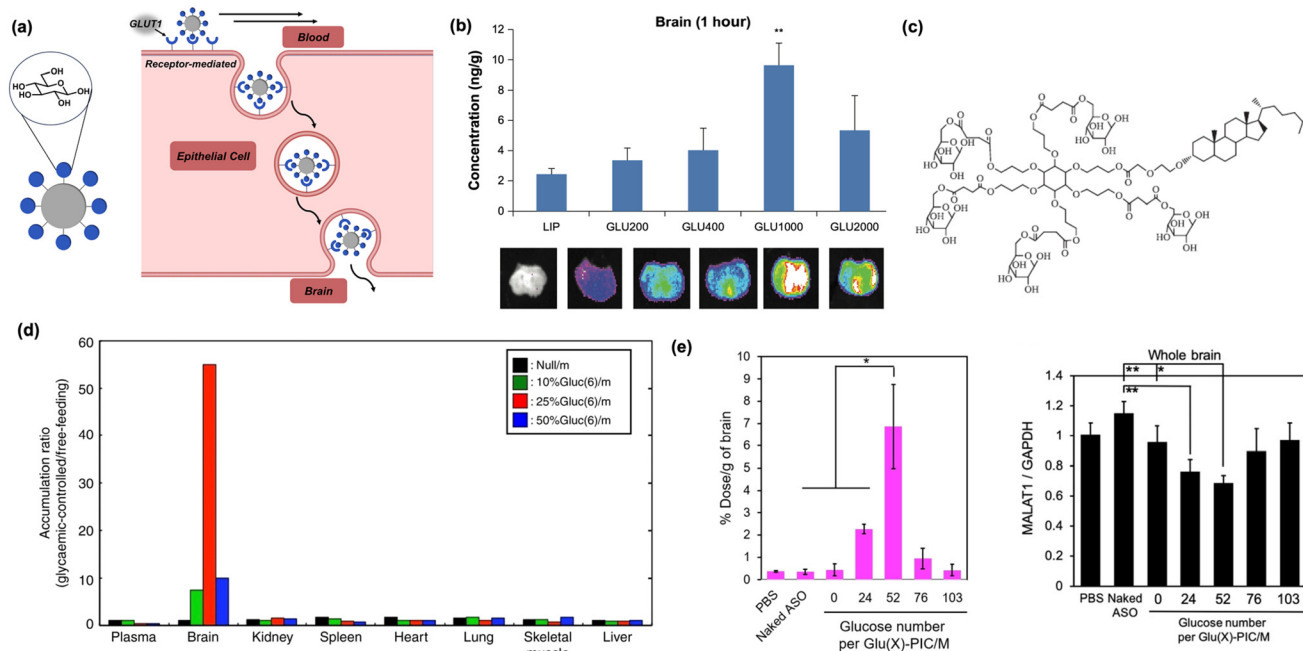 (a)
GLUT1
Blood
Receptor-mediated
OH
HO
O
HO
OH
OH
Epithelial Cell
Brain
(b)
Brain (1 hour)
**
Concentration (ng/g)
12
10
8
6
4
2
0
LIP
GLU200
GLU400
GLU1000
GLU2000
(c)
(d)
Accumulation ratio
(glycaemic-controlled/free-feeding)
60
50
40
30
20
10
0
: Null/m
: 10%Gluc(6)/m
: 25%Gluc(6)/m
: 50%Gluc(6)/m
Plasma
Brain
Kidney
Spleen
Heart
Lung
Skeletal
Liver
(e)
% Dose/g of brain
10
9
8
7
6
5
4
3
2
1
0
*
PBS
Naked ASO
0
24
52
76
103
Glucose number
per Glu(X)-PIC/M
Whole brain
** *
**
MALAT1 / GAPDH
1.4
1.2
1
0.8
0.6
0.4
0.2
0
PBS
Naked
ASO
0
24
52
76
103
Glucose number
per Glu(X)-PIC/M